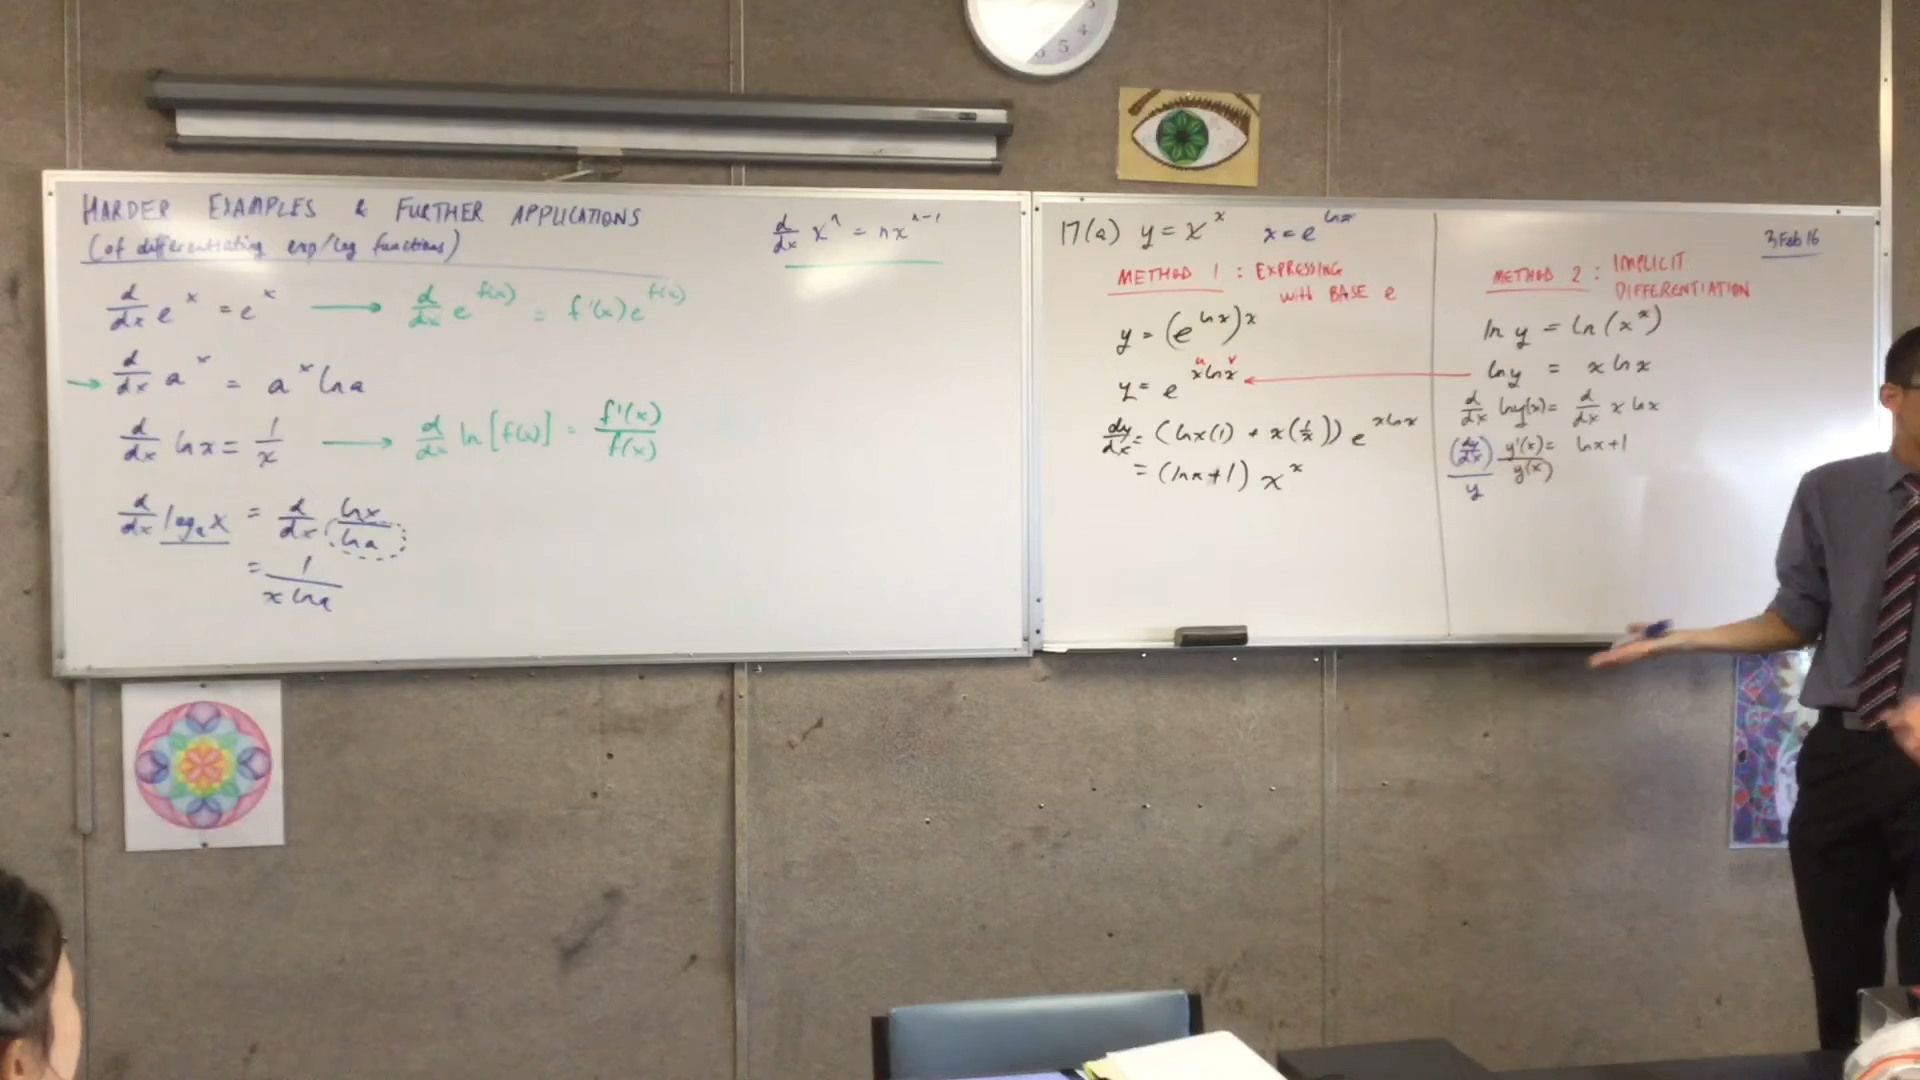 HARDER EXAMPLES & FURTHER APPLICATIONS
(of differentiating exp/log functions)
d/dx x^n = nx^(n-1)
d/dx e^x = e^x → d/dx e^f(x) = f'(x)e^f(x)
→ d/dx a^x = a^x ln a
d/dx ln x = 1/x → d/dx ln[f(x)] = f'(x)/f(x)
d/dx log_a x = d/dx ln x/ln a
= 1/(x ln a)
17(a) y = x^x x = e^(ln x)
METHOD 1 : EXPRESSING
with BASE e
y = (e^(ln x))^x
u v
y = e^(x ln x)
dy/dx = (ln x(1) + x(1/x)) e^(x ln x)
= (ln x + 1) x^x
3 Feb 16
METHOD 2 : IMPLICIT
DIFFERENTIATION
ln y = ln(x^x)
ln y = x ln x
d/dx ln y(x) = d/dx x ln x
(dy/dx)/y y'(x)/y(x) = ln x + 1
5 4